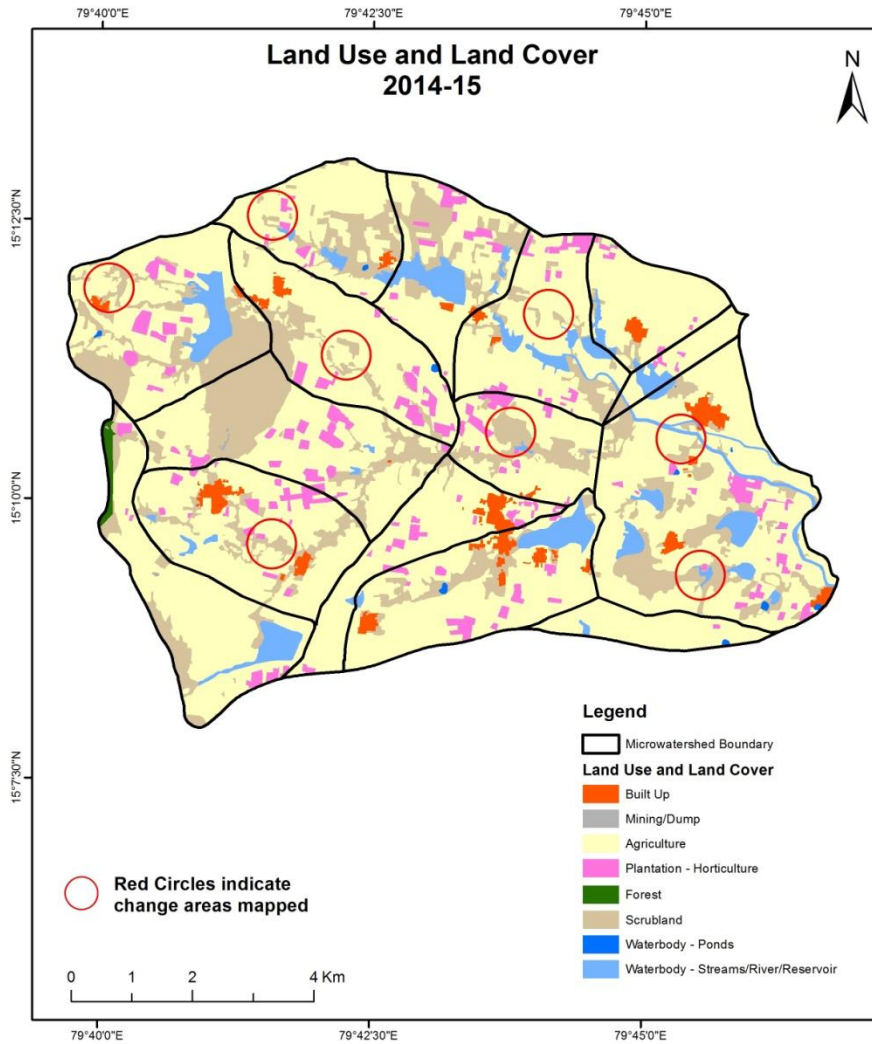 79°40'0"E
79°42'30"E
79°45'0"E
Land Use and Land Cover
2014-15
N
15°12'30"N
15°10'0"N
15°7'30"N
Legend
Microwatershed Boundary
Land Use and Land Cover
Built Up
Mining/Dump
Agriculture
Plantation - Horticulture
Forest
Scrubland
Waterbody - Ponds
Waterbody - Streams/River/Reservoir
Red Circles indicate
change areas mapped
0 1 2 4 Km
79°40'0"E
79°42'30"E
79°45'0"E